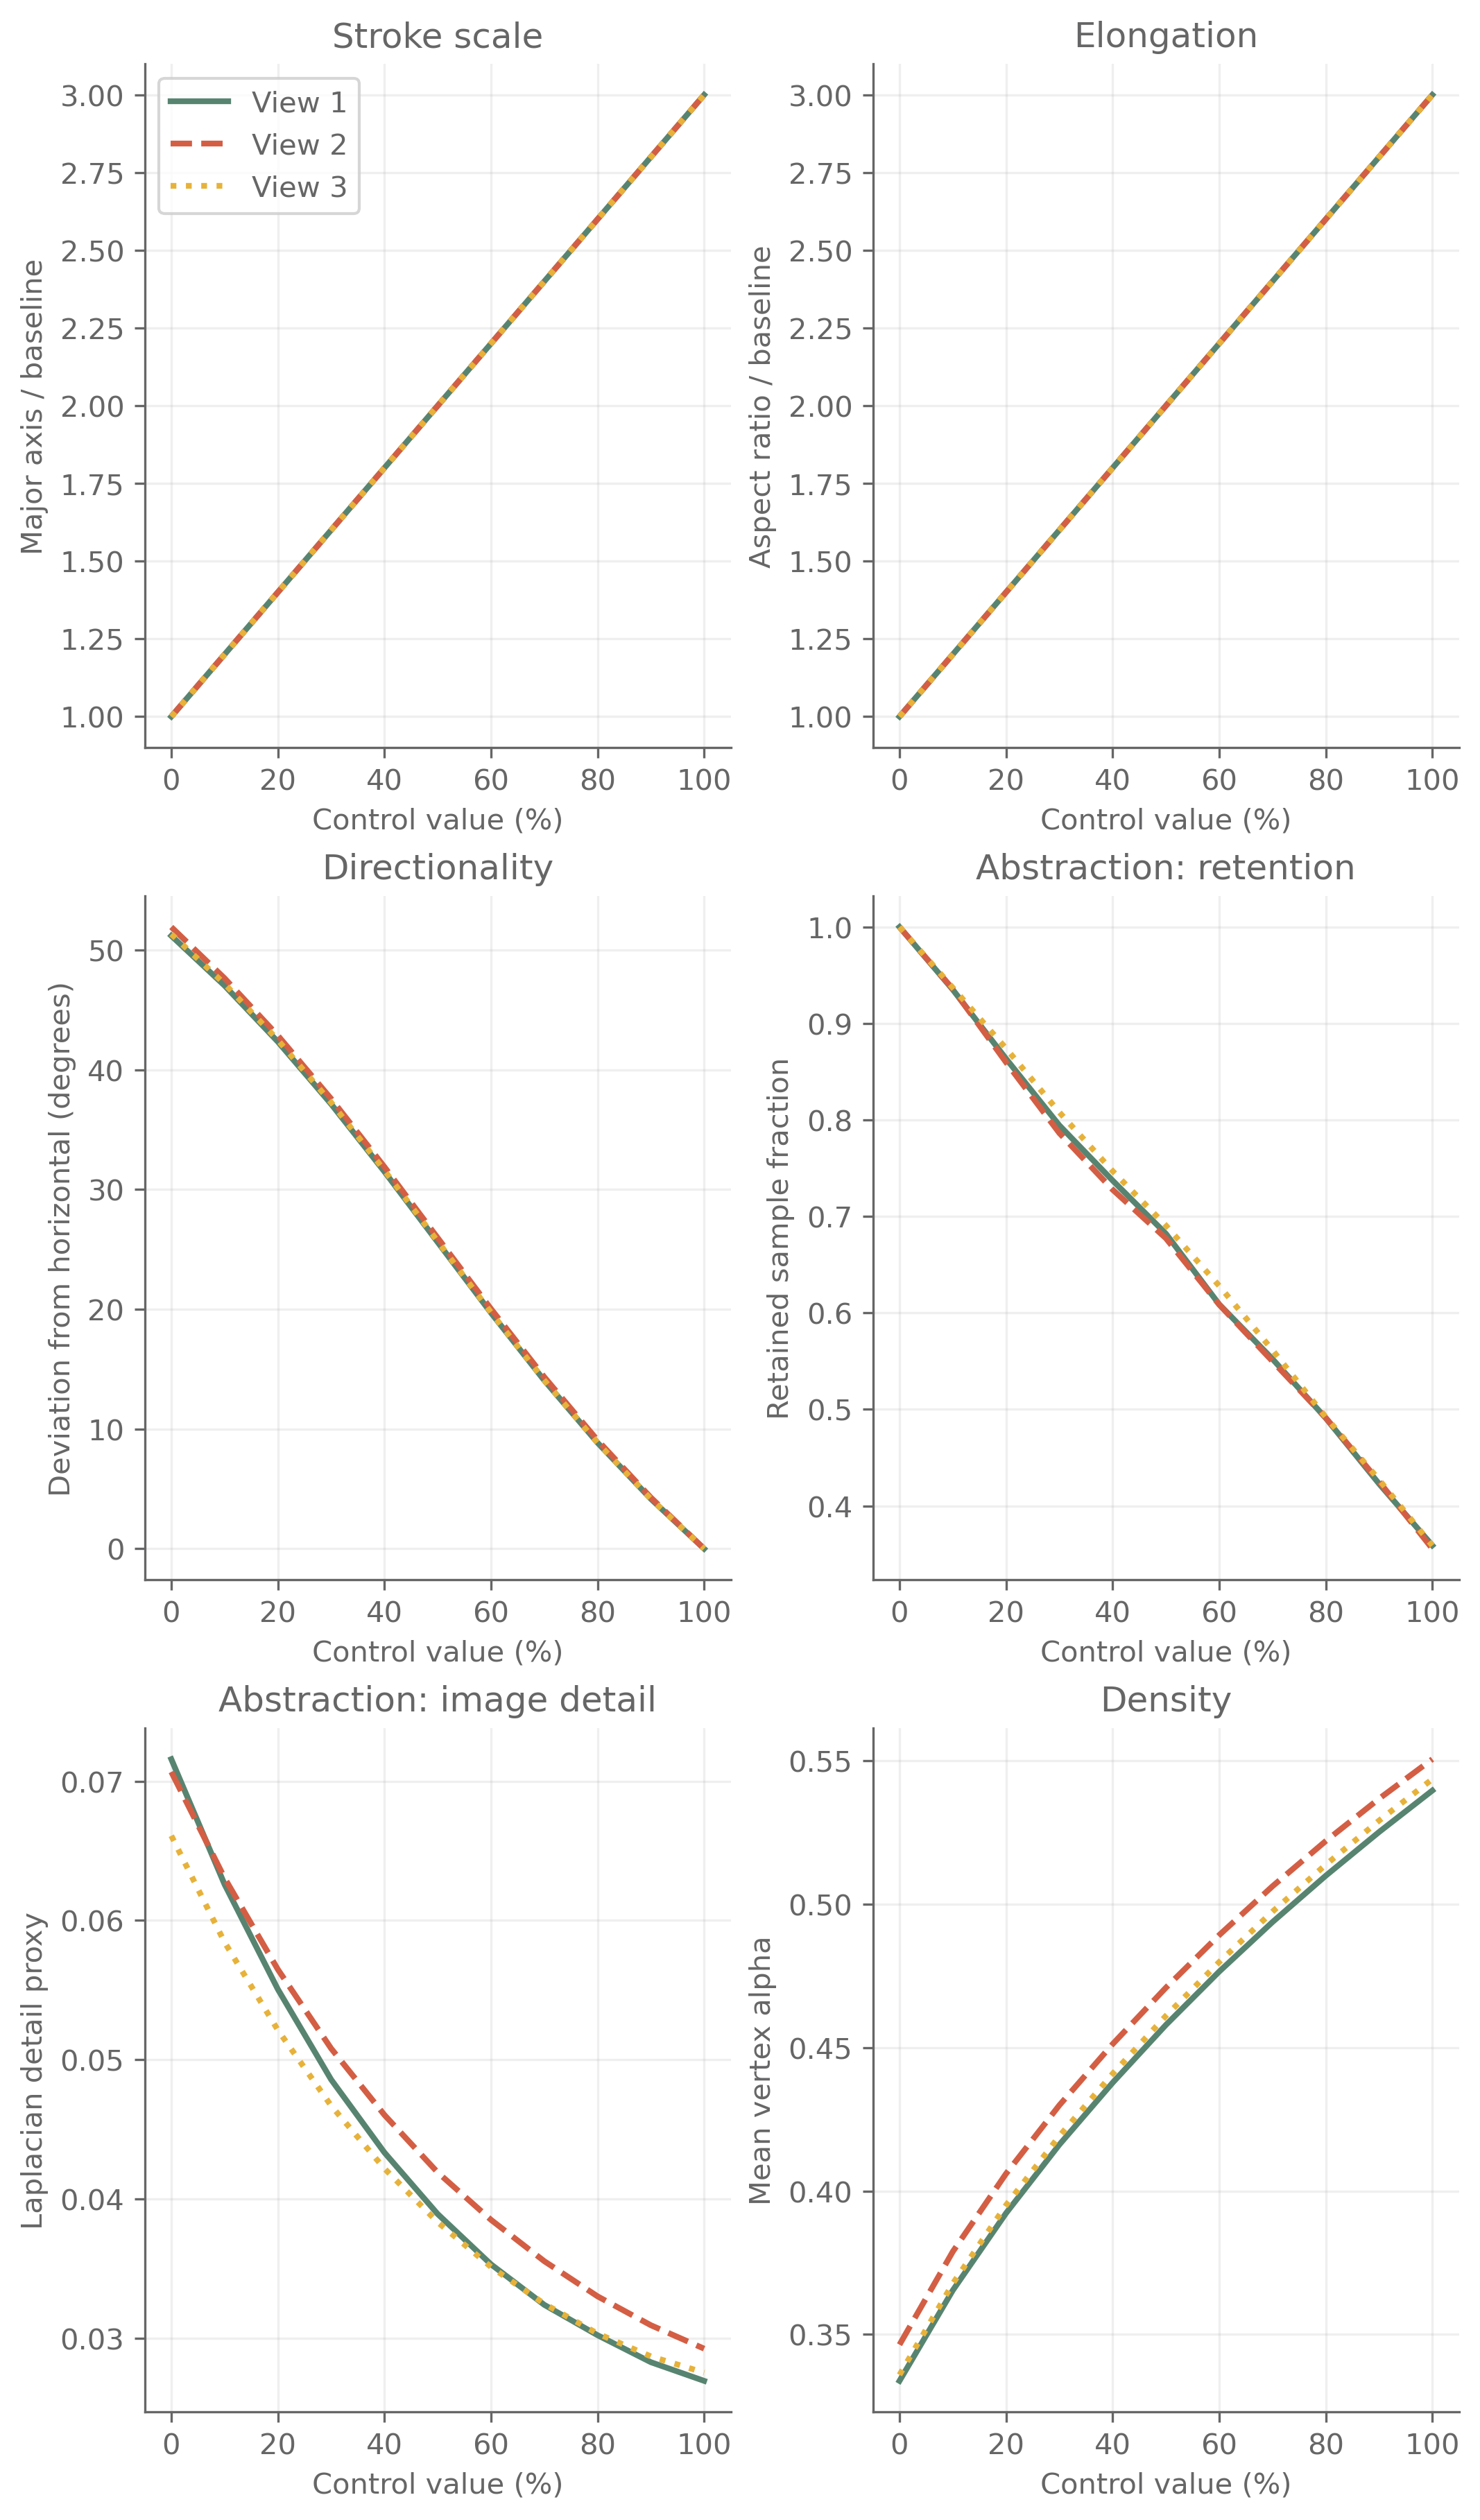 Stroke scale
Major axis / baseline
3.00
2.75
2.50
2.25
2.00
1.75
1.50
1.25
1.00
View 1
View 2
View 3
0 20 40 60 80 100
Control value (%)
Elongation
Aspect ratio / baseline
3.00
2.75
2.50
2.25
2.00
1.75
1.50
1.25
1.00
0 20 40 60 80 100
Control value (%)
Directionality
Deviation from horizontal (degrees)
50
40
30
20
10
0
0 20 40 60 80 100
Control value (%)
Abstraction: retention
Retained sample fraction
1.0
0.9
0.8
0.7
0.6
0.5
0.4
0 20 40 60 80 100
Control value (%)
Abstraction: image detail
Laplacian detail proxy
0.07
0.06
0.05
0.04
0.03
0 20 40 60 80 100
Control value (%)
Density
Mean vertex alpha
0.55
0.50
0.45
0.40
0.35
0 20 40 60 80 100
Control value (%)